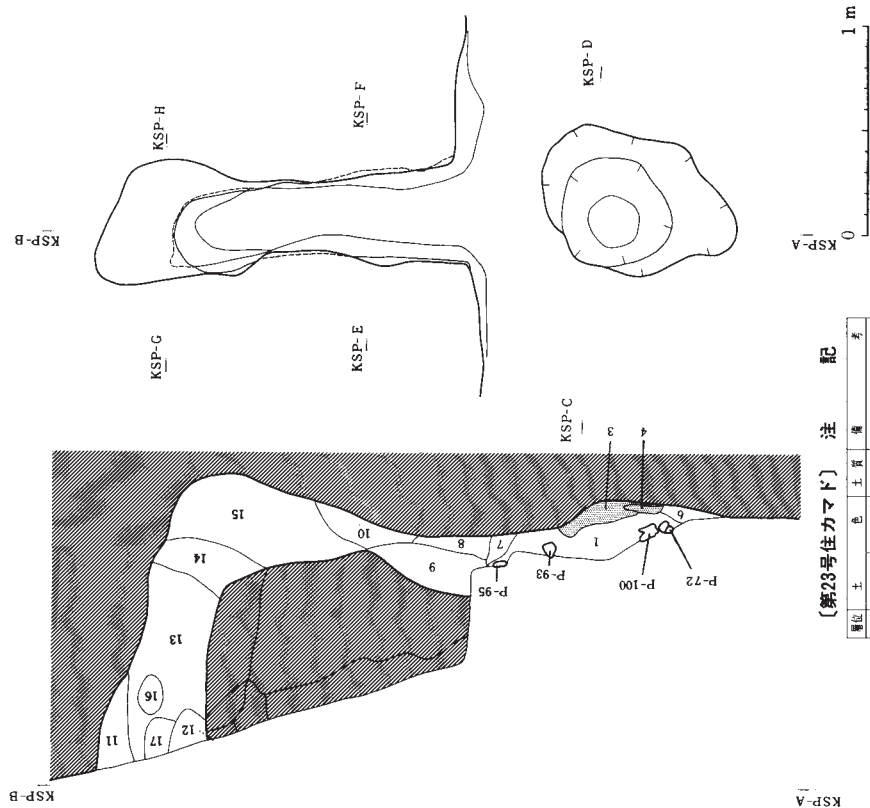 KSP-B
KSP-H
KSP-F
KSP-D
1 m
0
KSP-G
KSP-E
KSP-A
KSP-C
3
4
15
10
8
7
1
6
14
9
13
16
11
17
12
P-95
P-93
P-100
P-72
KSP-B
KSP-A
〔第23号住カマド〕 注 記
層位 土 色 土質 備 考